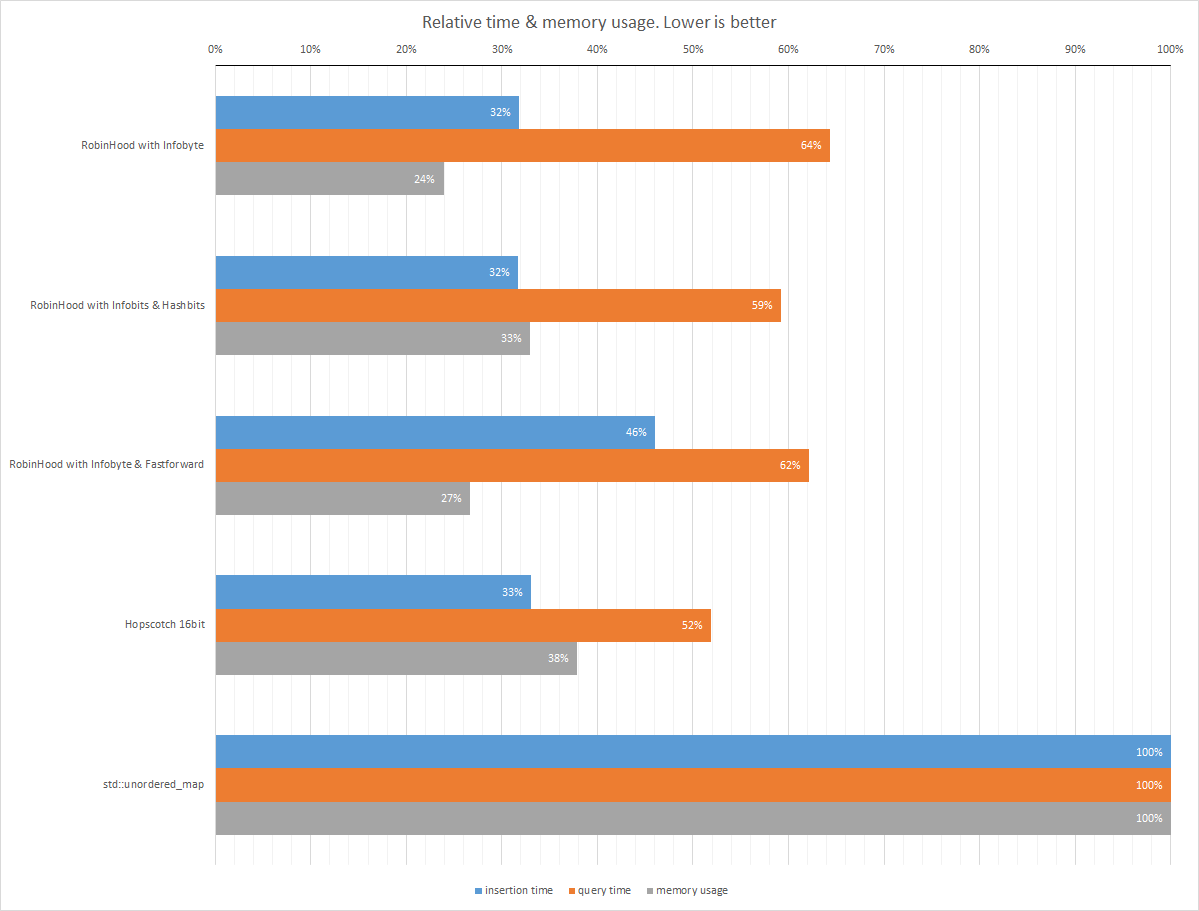 Relative time & memory usage. Lower is better
0% 10% 20% 30% 40% 50% 60% 70% 80% 90% 100%
32%
RobinHood with Infobyte 64%
24%
32%
RobinHood with Infobits & Hashbits 59%
33%
46%
RobinHood with Infobyte & Fastforward 62%
27%
33%
Hopscotch 16bit 52%
38%
100%
std::unordered_map 100%
100%
insertion time query time memory usage